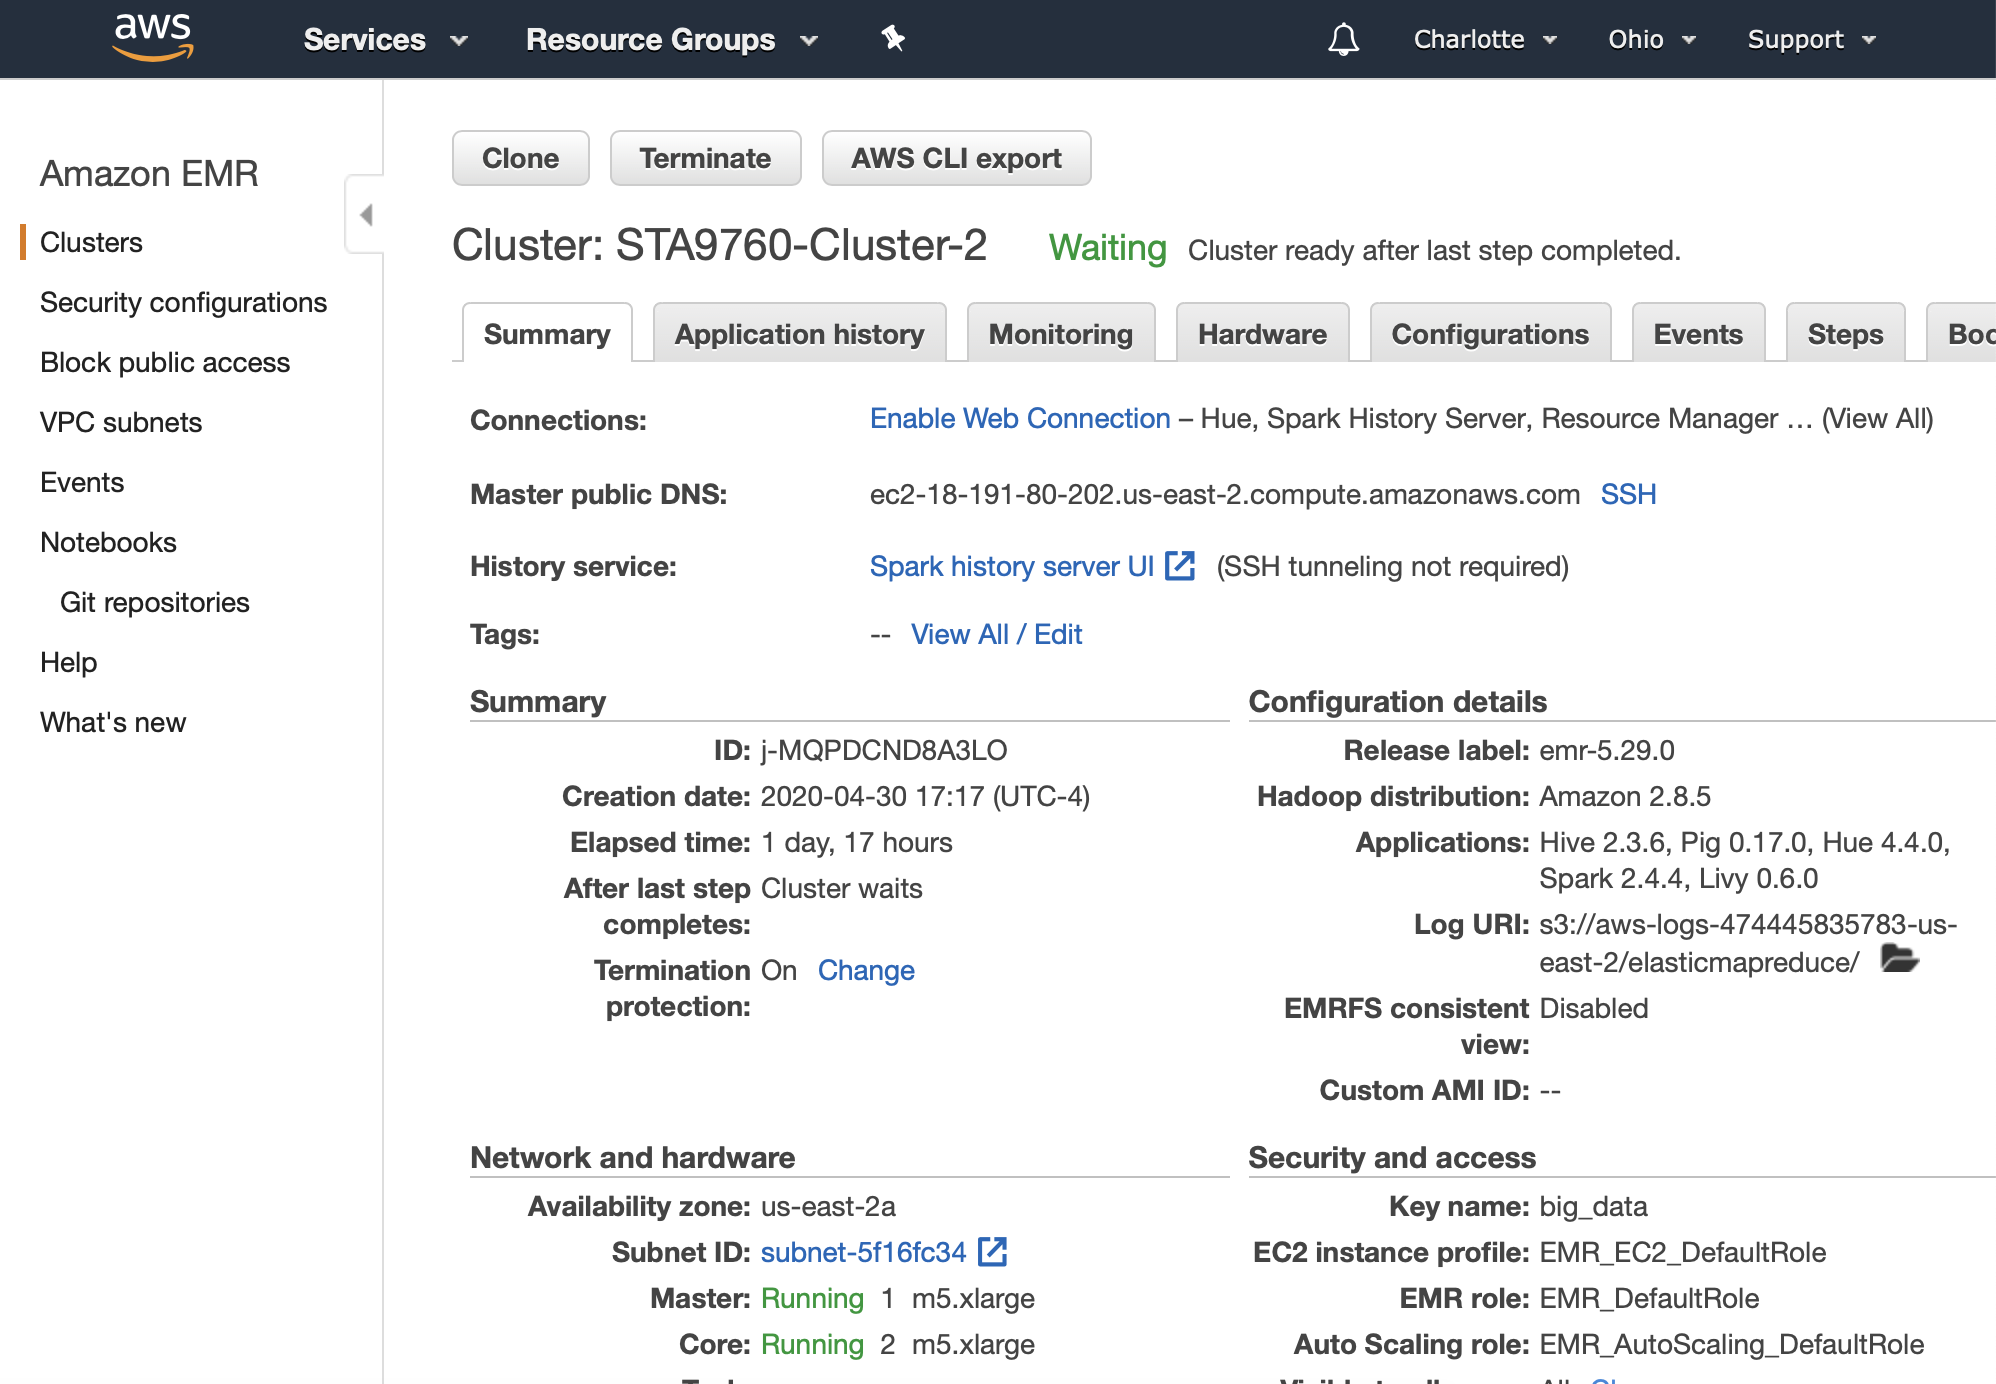 aws Services Resource Groups Charlotte Ohio Support
Amazon EMR
Clusters
Security configurations
Block public access
VPC subnets
Events
Notebooks
Git repositories
Help
What's new
Clone Terminate AWS CLI export
Cluster: STA9760-Cluster-2 Waiting Cluster ready after last step completed.
Summary Application history Monitoring Hardware Configurations Events Steps
Connections: Enable Web Connection – Hue, Spark History Server, Resource Manager … (View All)
Master public DNS: ec2-18-191-80-202.us-east-2.compute.amazonaws.com SSH
History service: Spark history server UI (SSH tunneling not required)
Tags: -- View All / Edit
Summary
ID: j-MQPDCND8A3LO
Creation date: 2020-04-30 17:17 (UTC-4)
Elapsed time: 1 day, 17 hours
After last step Cluster waits
completes:
Termination On Change
protection:
Configuration details
Release label: emr-5.29.0
Hadoop distribution: Amazon 2.8.5
Applications: Hive 2.3.6, Pig 0.17.0, Hue 4.4.0,
Spark 2.4.4, Livy 0.6.0
Log URI: s3://aws-logs-474445835783-us-
east-2/elasticmapreduce/
EMRFS consistent Disabled
view:
Custom AMI ID: --
Network and hardware
Availability zone: us-east-2a
Subnet ID: subnet-5f16fc34
Master: Running 1 m5.xlarge
Core: Running 2 m5.xlarge
Security and access
Key name: big_data
EC2 instance profile: EMR_EC2_DefaultRole
EMR role: EMR_DefaultRole
Auto Scaling role: EMR_AutoScaling_DefaultRole